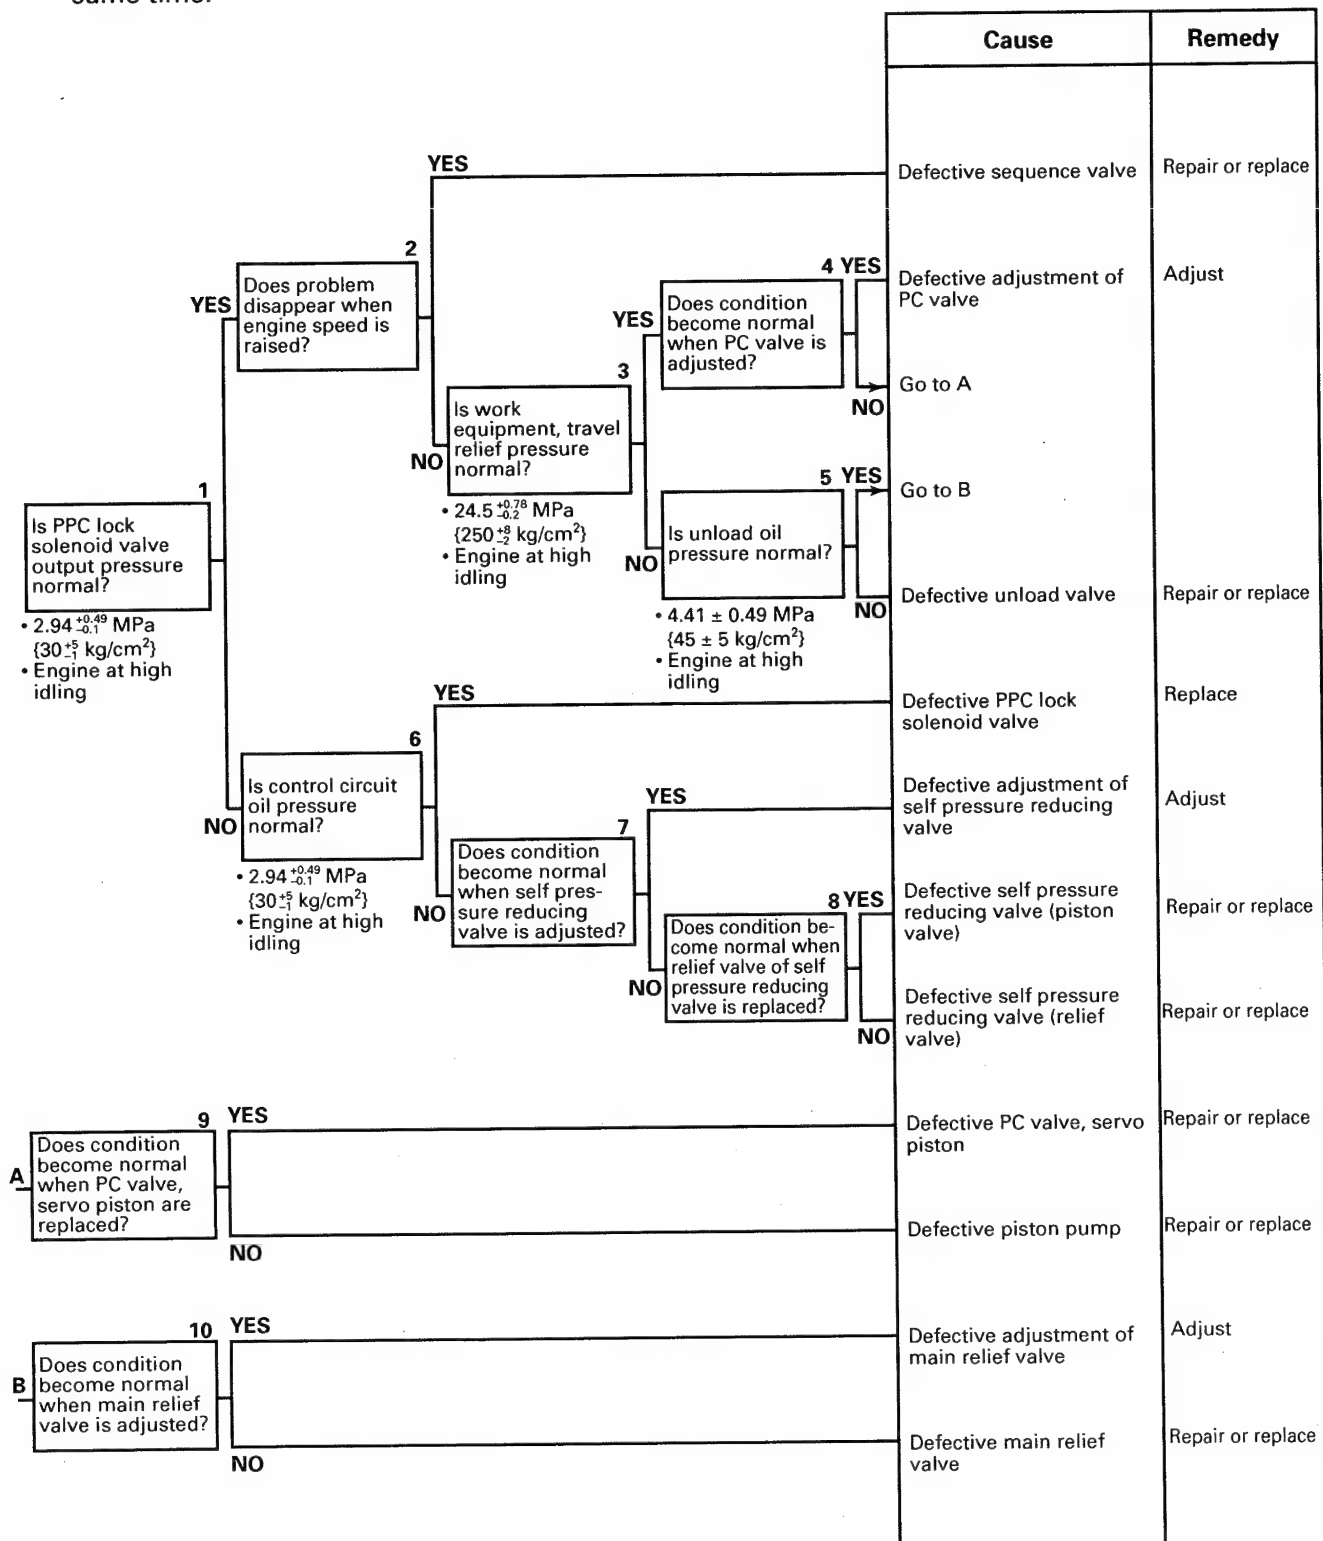 same time.
Cause
Remedy
YES
Defective sequence valve
Repair or replace
2
YES
Does problem
disappear when
engine speed is
raised?
4 YES
YES
Does condition
become normal
when PC valve is
adjusted?
Defective adjustment of
PC valve
Adjust
NO
Go to A
3
NO
Is work
equipment, travel
relief pressure
normal?
• 24.5 +0.78 -0.2 MPa
{250 +8 -2 kg/cm²}
• Engine at high
idling
5 YES
Go to B
NO
Is unload oil
pressure normal?
NO
Defective unload valve
Repair or replace
• 4.41 ± 0.49 MPa
{45 ± 5 kg/cm²}
• Engine at high
idling
1
Is PPC lock
solenoid valve
output pressure
normal?
• 2.94 +0.49 -0.1 MPa
{30 +5 -1 kg/cm²}
• Engine at high
idling
YES
Defective PPC lock
solenoid valve
Replace
6
NO
Is control circuit
oil pressure
normal?
• 2.94 +0.49 -0.1 MPa
{30 +5 -1 kg/cm²}
• Engine at high
idling
YES
Defective adjustment of
self pressure reducing
valve
Adjust
7
NO
Does condition
become normal
when self pres-
sure reducing
valve is adjusted?
8 YES
Defective self pressure
reducing valve (piston
valve)
Repair or replace
NO
Does condition be-
come normal when
relief valve of self
pressure reducing
valve is replaced?
NO
Defective self pressure
reducing valve (relief
valve)
Repair or replace
9
YES
A
Does condition
become normal
when PC valve,
servo piston are
replaced?
Defective PC valve, servo
piston
Repair or replace
NO
Defective piston pump
Repair or replace
10
YES
B
Does condition
become normal
when main relief
valve is adjusted?
Defective adjustment of
main relief valve
Adjust
NO
Defective main relief
valve
Repair or replace